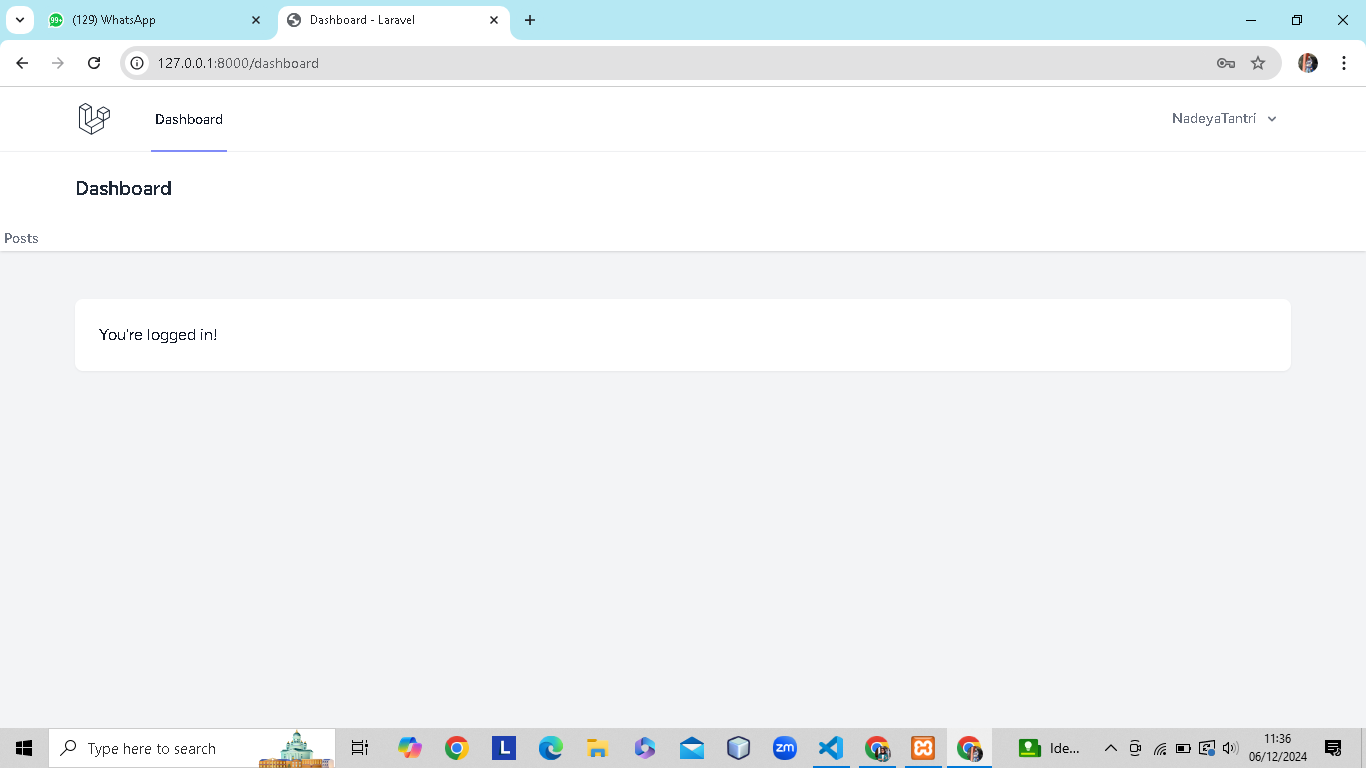 99+
(129) WhatsApp
Dashboard - Laravel
127.0.0.1:8000/dashboard
Dashboard
NadeyaTantri
Dashboard
Posts
You're logged in!
Type here to search
L
zm
Ide...
11:36
06/12/2024